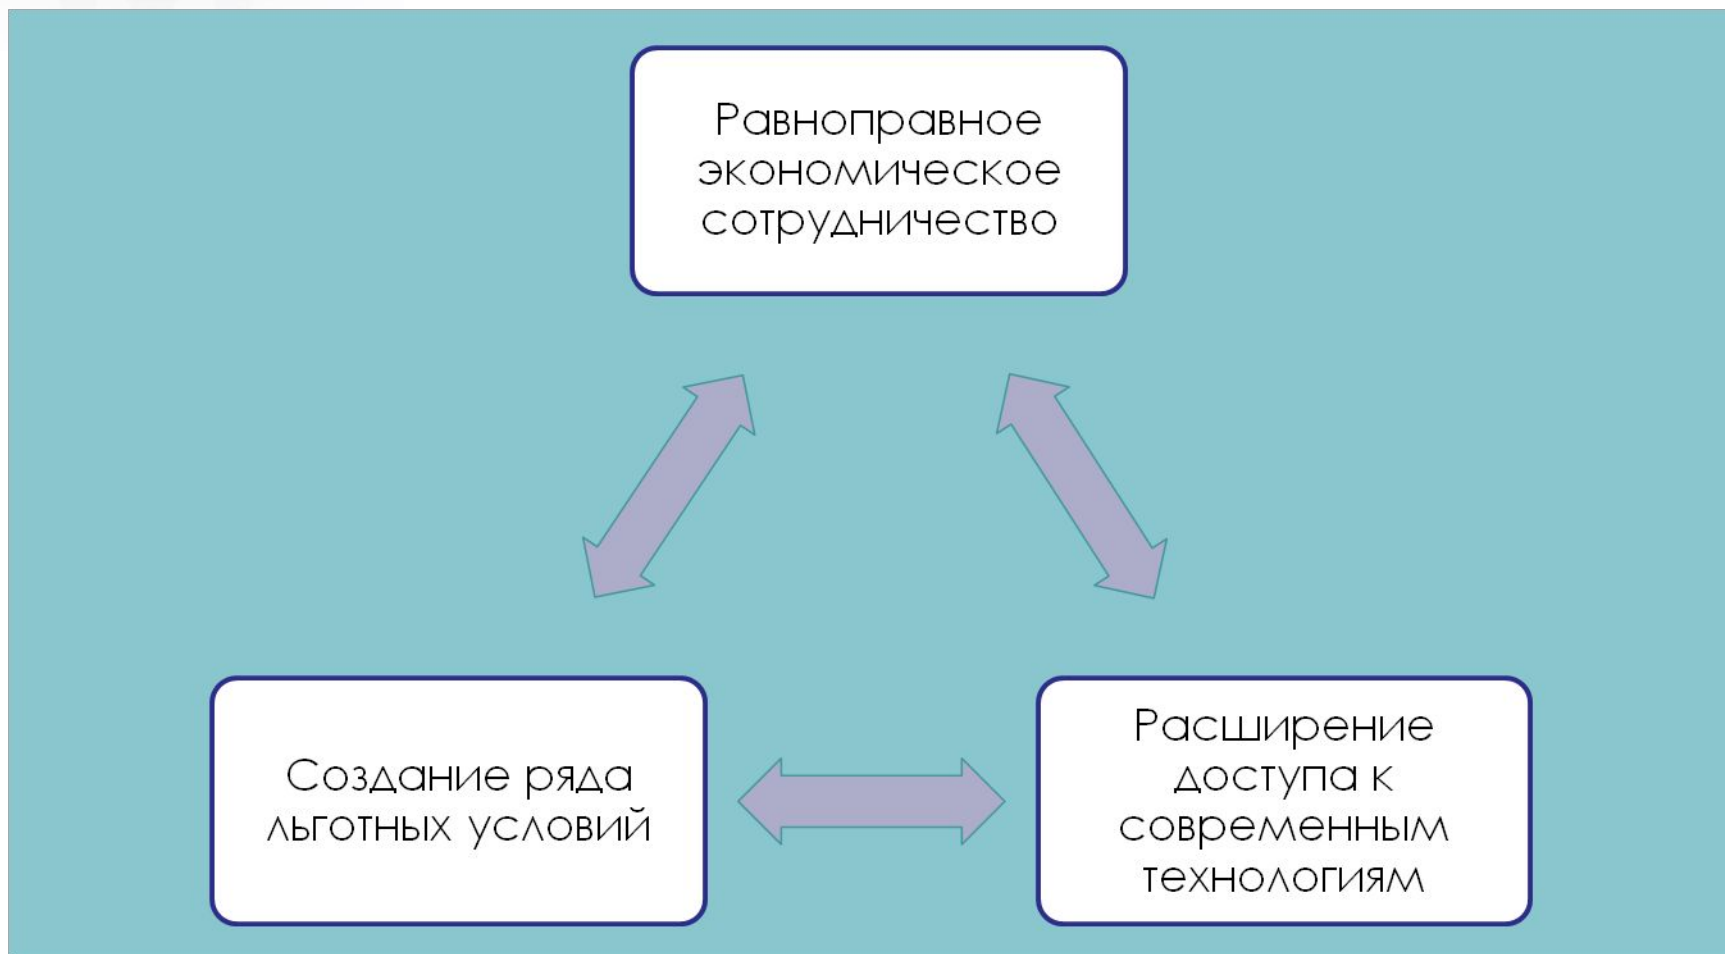 Равноправное
экономическое
сотрудничество
Создание ряда
льготных условий
Расширение
доступа к
современным
технологиям